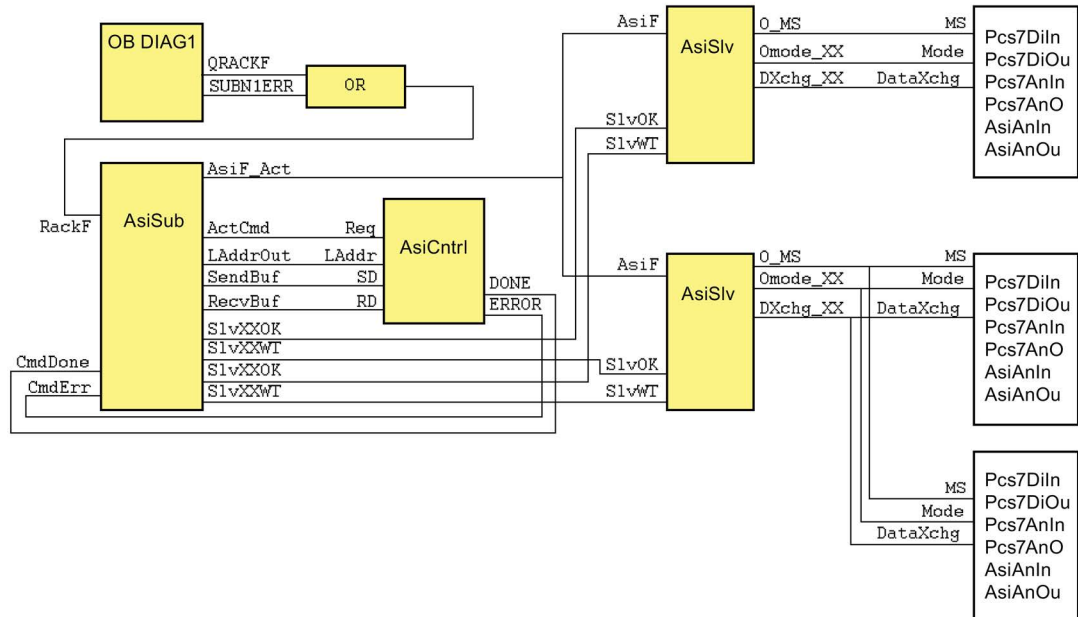 OB DIAG1
QRACKF
SUBN1ERR
OR
RackF
AsiSub
AsiF_Act
ActCmd
LAddrOut
SendBuf
RecvBuf
SlvXXOK
SlvXXWT
SlvXXOK
SlvXXWT
CmdDone
CmdErr
Req
LAddr
SD
RD
AsiCntrl
DONE
ERROR
AsiF
SlvOK
SlvWT
AsiSlv
O_MS
Omode_XX
DXchg_XX
MS
Mode
DataXchg
Pcs7DiIn
Pcs7DiOu
Pcs7AnIn
Pcs7AnO
AsiAnIn
AsiAnOu
AsiF
SlvOK
SlvWT
AsiSlv
O_MS
Omode_XX
DXchg_XX
MS
Mode
DataXchg
Pcs7DiIn
Pcs7DiOu
Pcs7AnIn
Pcs7AnO
AsiAnIn
AsiAnOu
MS
Mode
DataXchg
Pcs7DiIn
Pcs7DiOu
Pcs7AnIn
Pcs7AnO
AsiAnIn
AsiAnOu